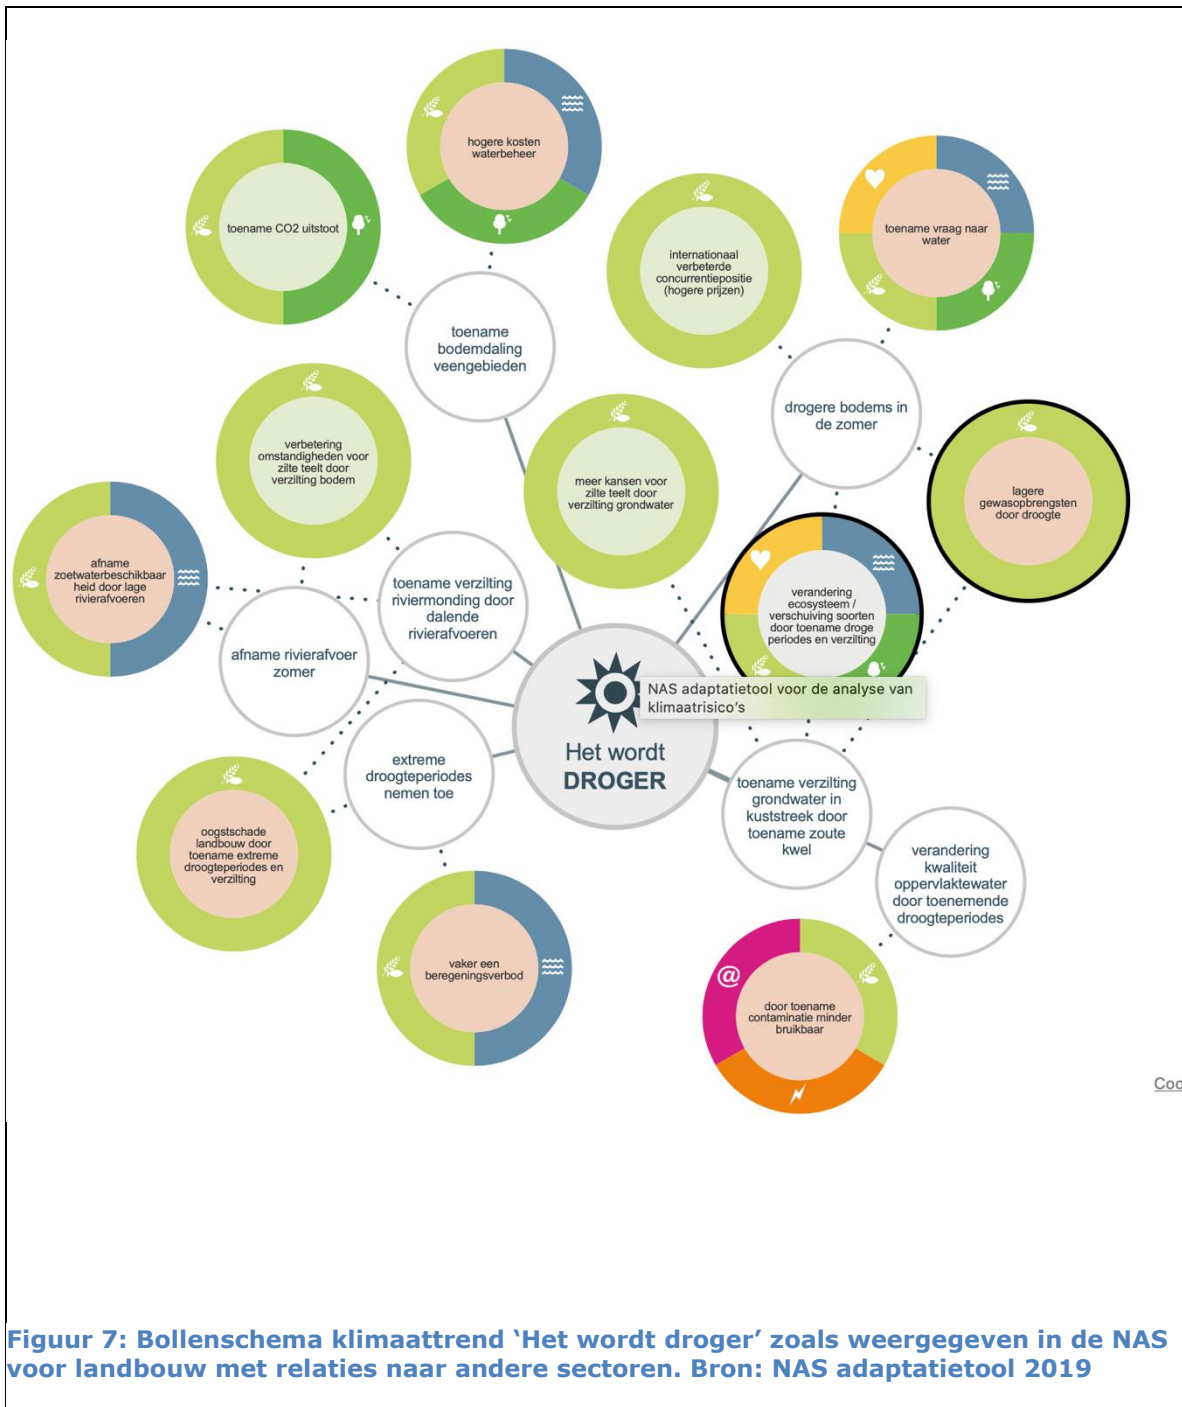 hogere kosten
waterbeheer
toename CO2 uitstoot
internationaal
verbeterde
concurrentiepositie
(hogere prijzen)
toename vraag naar
water
toename
bodemdaling
veengebieden
drogere bodems in
de zomer
verbetering
omstandigheden voor
zilte teelt door
verzilting bodem
meer kansen voor
zilte teelt door
verzilting grondwater
lagere
gewasopbrengsten
door droogte
afname
zoetwaterbeschikbaar
heid door lage
rivierafvoeren
toename verzilting
riviermonding door
dalende
rivierafvoeren
verandering
ecosysteem /
verschuiving soorten
door toename droge
periodes en verzilting
afname rivierafvoer
zomer
NAS adaptatietool voor de analyse van
klimaatrisico's
Het wordt
DROGER
extreme
droogteperiodes
nemen toe
toename verzilting
grondwater in
kuststreek door
toename zoute
kwel
oogstschade
landbouw door
toename extreme
droogteperiodes en
verzilting
verandering
kwaliteit
oppervlaktewater
door toenemende
droogteperiodes
vaker een
beregeningsverbod
@
door toename
contaminatie minder
bruikbaar
Coo
Figuur 7: Bollenschema klimaattrend ‘Het wordt droger’ zoals weergegeven in de NAS
voor landbouw met relaties naar andere sectoren. Bron: NAS adaptatietool 2019